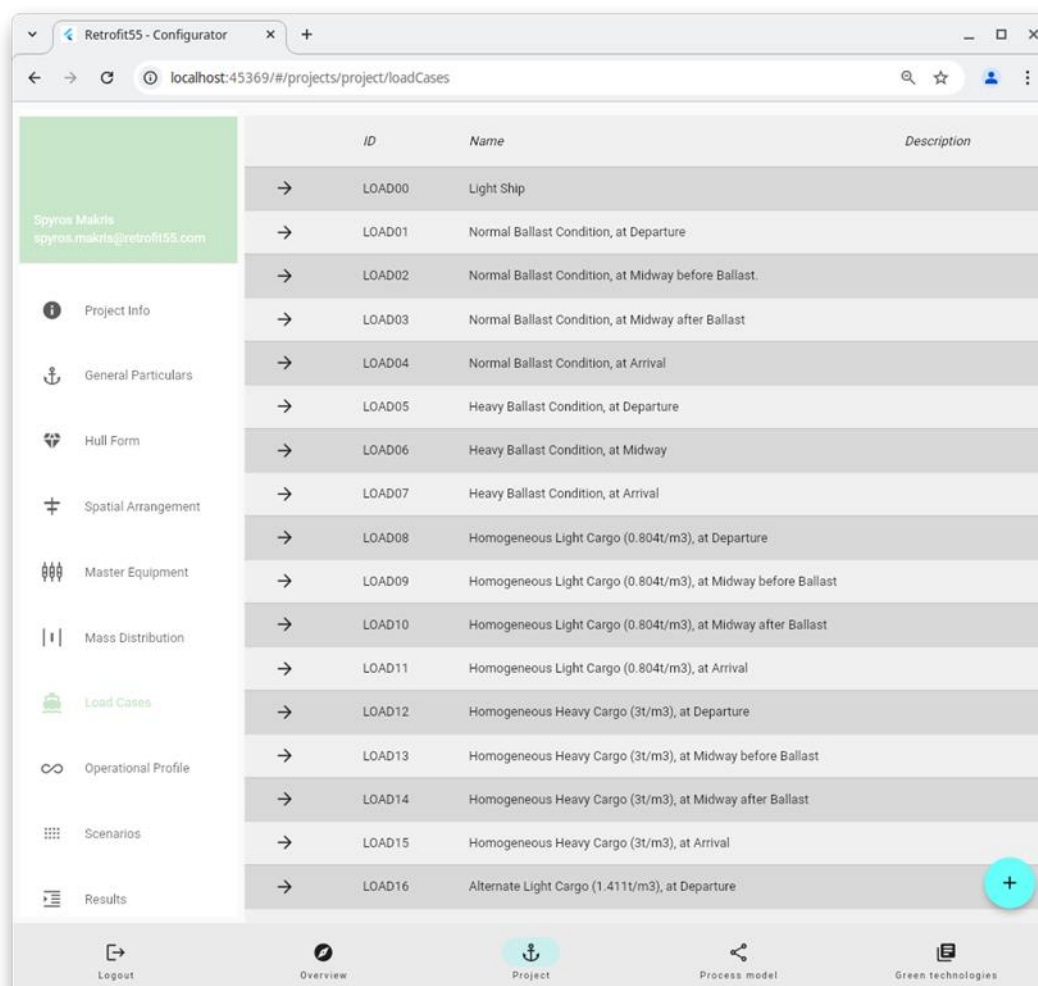 Retrofit55 - Configurator
localhost:45369/#/projects/project/loadCases
Spyros Makris
spyros.makris@retrofit55.com
Project Info
General Particulars
Hull Form
Spatial Arrangement
Master Equipment
Mass Distribution
Load Cases
Operational Profile
Scenarios
Results
ID Name Description
LOAD00 Light Ship
LOAD01 Normal Ballast Condition, at Departure
LOAD02 Normal Ballast Condition, at Midway before Ballast.
LOAD03 Normal Ballast Condition, at Midway after Ballast
LOAD04 Normal Ballast Condition, at Arrival
LOAD05 Heavy Ballast Condition, at Departure
LOAD06 Heavy Ballast Condition, at Midway
LOAD07 Heavy Ballast Condition, at Arrival
LOAD08 Homogeneous Light Cargo (0.804t/m3), at Departure
LOAD09 Homogeneous Light Cargo (0.804t/m3), at Midway before Ballast
LOAD10 Homogeneous Light Cargo (0.804t/m3), at Midway after Ballast
LOAD11 Homogeneous Light Cargo (0.804t/m3), at Arrival
LOAD12 Homogeneous Heavy Cargo (3t/m3), at Departure
LOAD13 Homogeneous Heavy Cargo (3t/m3), at Midway before Ballast
LOAD14 Homogeneous Heavy Cargo (3t/m3), at Midway after Ballast
LOAD15 Homogeneous Heavy Cargo (3t/m3), at Arrival
LOAD16 Alternate Light Cargo (1.411t/m3), at Departure
Logout Overview Project Process model Green technologies